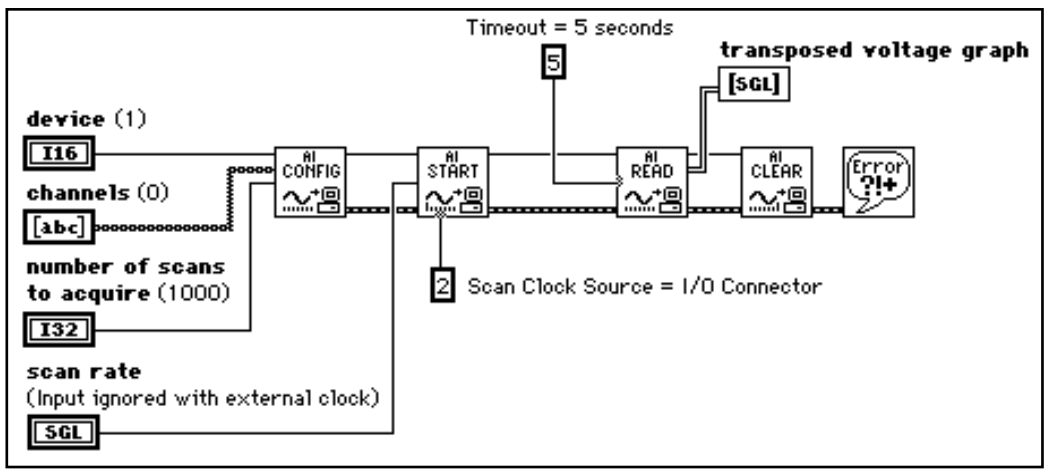 Timeout = 5 seconds
5
transposed voltage graph
[SGL]
device (1)
I16
channels (0)
[abc]
number of scans
to acquire (1000)
I32
scan rate
(Input ignored with external clock)
SGL
AI
CONFIG
AI
START
2
Scan Clock Source = I/O Connector
AI
READ
AI
CLEAR
Error
?!+